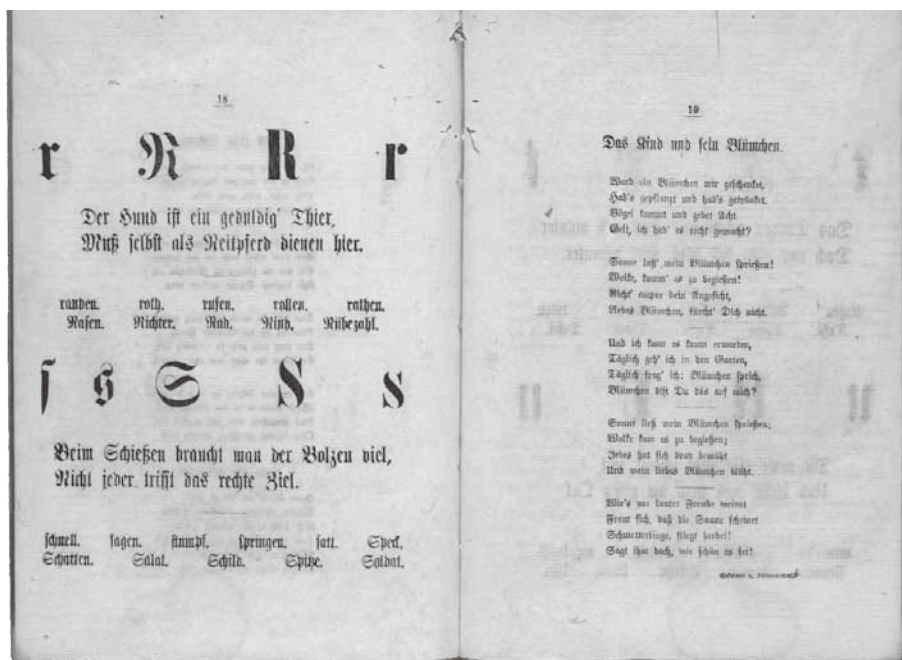 18
r R R r
Der Hund ist ein geduldig' Thier,
Muß selbst als Reitpferd dienen hier.
randen. roth. rufen. rollen. rathen.
Rasen. Richter. Rad. Rind. Rübezahl.
ſ s S S s
Beim Schießen braucht man der Bolzen viel,
Nicht jeder trifft das rechte Ziel.
schnell. sagen. stumpf. springen. satt. Speck.
Schatten. Salat. Schild. Spitze. Soldat.
19
Das Kind und sein Blümchen.
Ward ein Blümchen mir geschenket,
Hab's gepflanzt und hab's getränket.
Vögel kommt und gebet Acht
Gelt, ich hab' es recht gemacht?
Sonne laß' mein Blümchen sprießen!
Wolke, komm' es zu begießen!
Richt' empor dein Angesicht,
Liebes Blümchen, fürcht' Dich nicht.
Und ich kann es kaum erwarten,
Täglich geh' ich in den Garten,
Täglich frag' ich: Blümchen sprich,
Blümchen bist Du bös auf mich?
Sonne ließ mein Blümchen sprießen;
Wolke kam es zu begießen;
Jedes hat sich brav bemüht
Und mein liebes Blümchen blüht.
Wie's vor lauter Freude weinet
Freut sich, daß die Sonne scheinet
Schmetterlinge, fliegt herbei!
Sagt ihm doch, wie schön es sei!